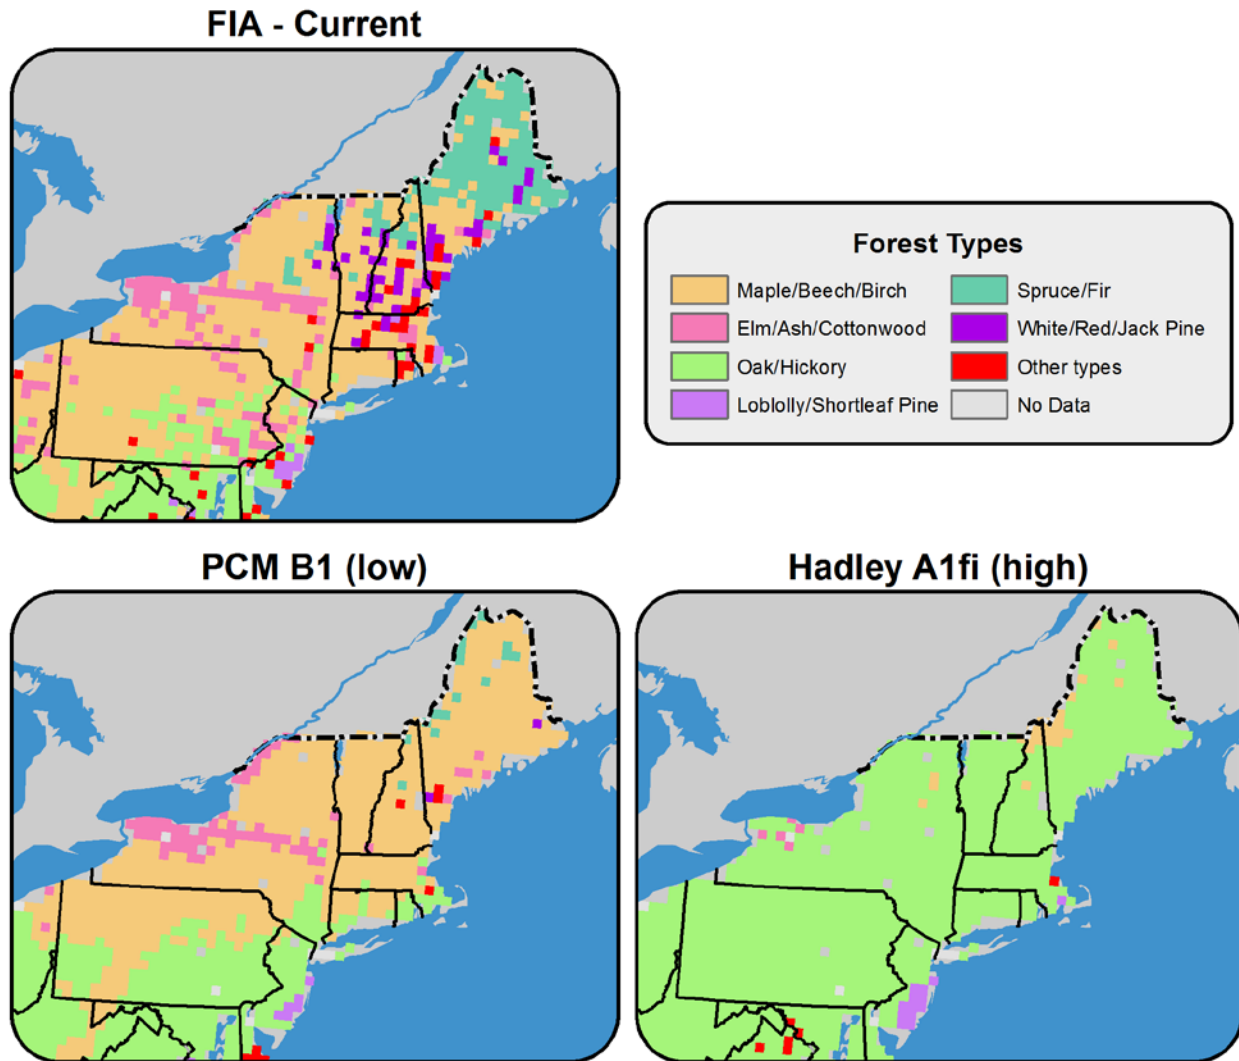 FIA - Current
Forest Types
Maple/Beech/Birch
Spruce/Fir
Elm/Ash/Cottonwood
White/Red/Jack Pine
Oak/Hickory
Other types
Loblolly/Shortleaf Pine
No Data
PCM B1 (low)
Hadley A1fi (high)